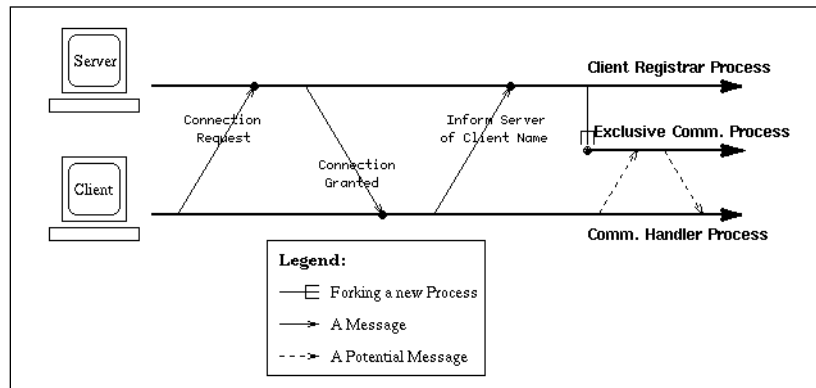 Server
Client Registrar Process
Connection
Request
Inform Server
of Client Name
Exclusive Comm. Process
Connection
Granted
Client
Comm. Handler Process
Legend:
Forking a new Process
A Message
A Potential Message